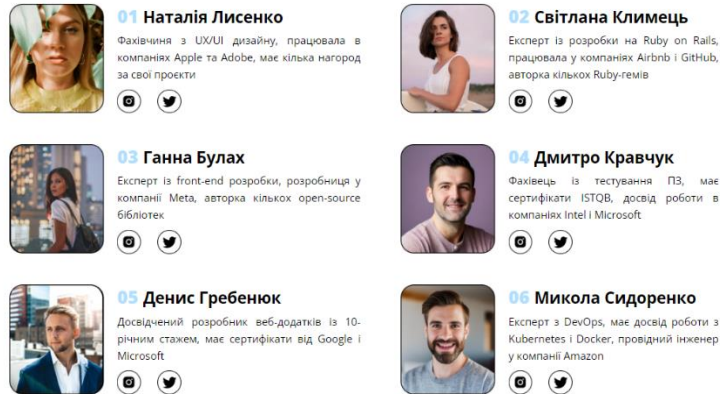 01 Наталія Лисенко
Фахівчиня з UX/UI дизайну, працювала в
компаніях Apple та Adobe, має кілька нагород
за свої проєкти
02 Світлана Климець
Експерт із розробки на Ruby on Rails,
працювала у компаніях Airbnb і GitHub,
авторка кількох Ruby-гемів
03 Ганна Булах
Експерт із front-end розробки, розробниця у
компанії Meta, авторка кількох open-source
бібліотек
04 Дмитро Кравчук
Фахівець із тестування ПЗ, має
сертифікати ISTQB, досвід роботи в
компаніях Intel і Microsoft
05 Денис Гребенюк
Досвідчений розробник веб-додатків із 10-
річним стажем, має сертифікати від Google і
Microsoft
06 Микола Сидоренко
Експерт з DevOps, має досвід роботи з
Kubernetes і Docker, провідний інженер
у компанії Amazon